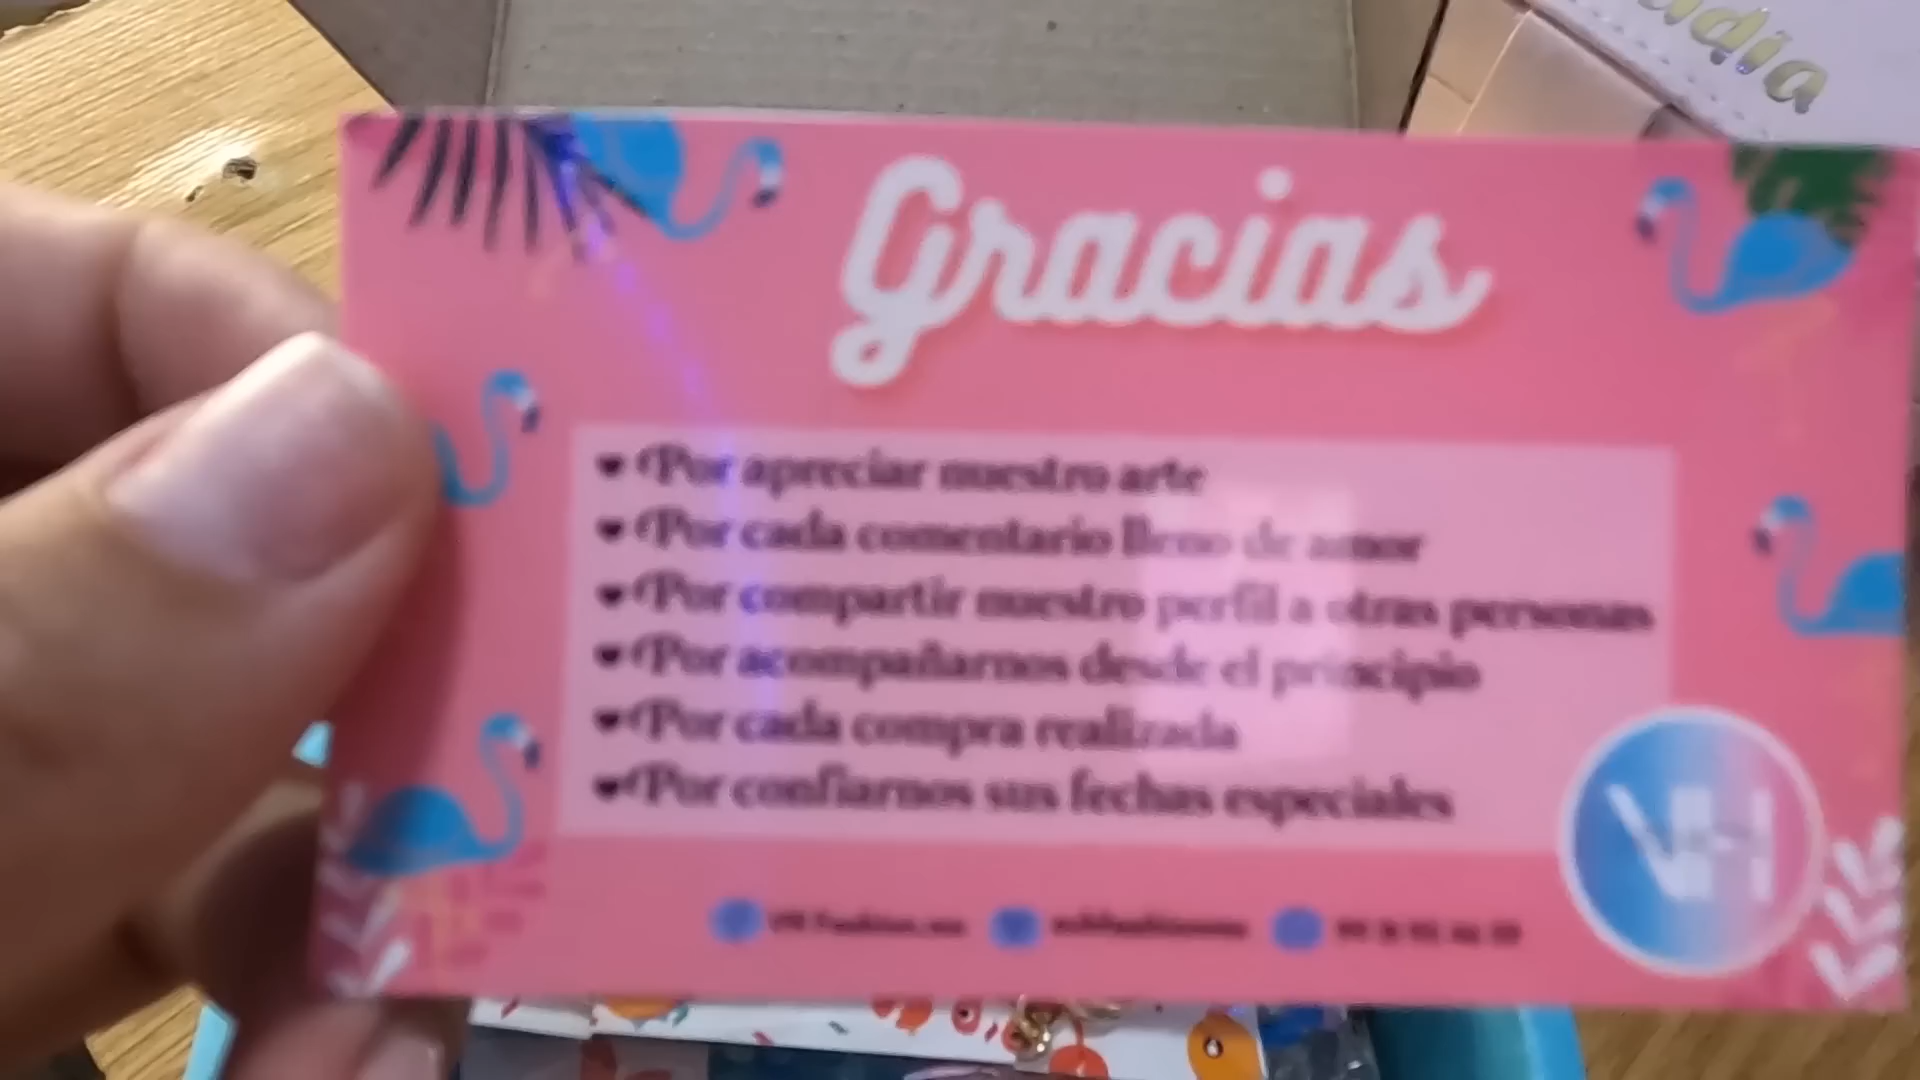 adia
Gracias
♥ Por apreciar nuestro arte
♥ Por cada comentario lleno de amor
♥ Por compartir nuestro perfil a otras personas
♥ Por acompañarnos desde el principio
♥ Por cada compra realizada
♥ Por confiarnos sus fechas especiales
VH